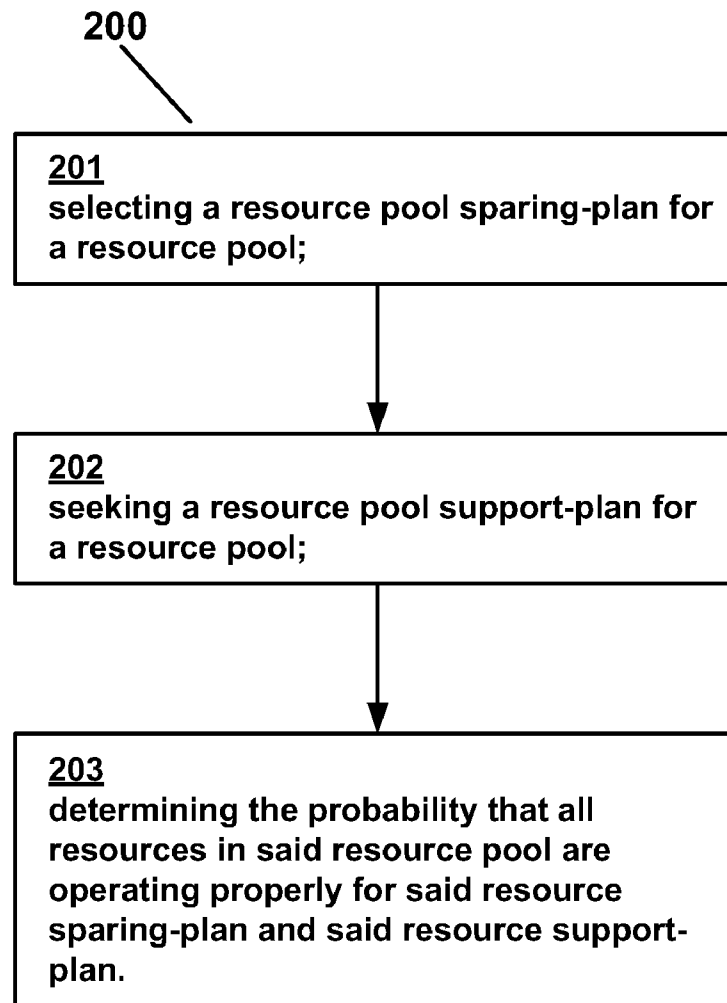 200
201
selecting a resource pool sparing-plan for
a resource pool;
202
seeking a resource pool support-plan for
a resource pool;
203
determining the probability that all
resources in said resource pool are
operating properly for said resource
sparing-plan and said resource support-
plan.